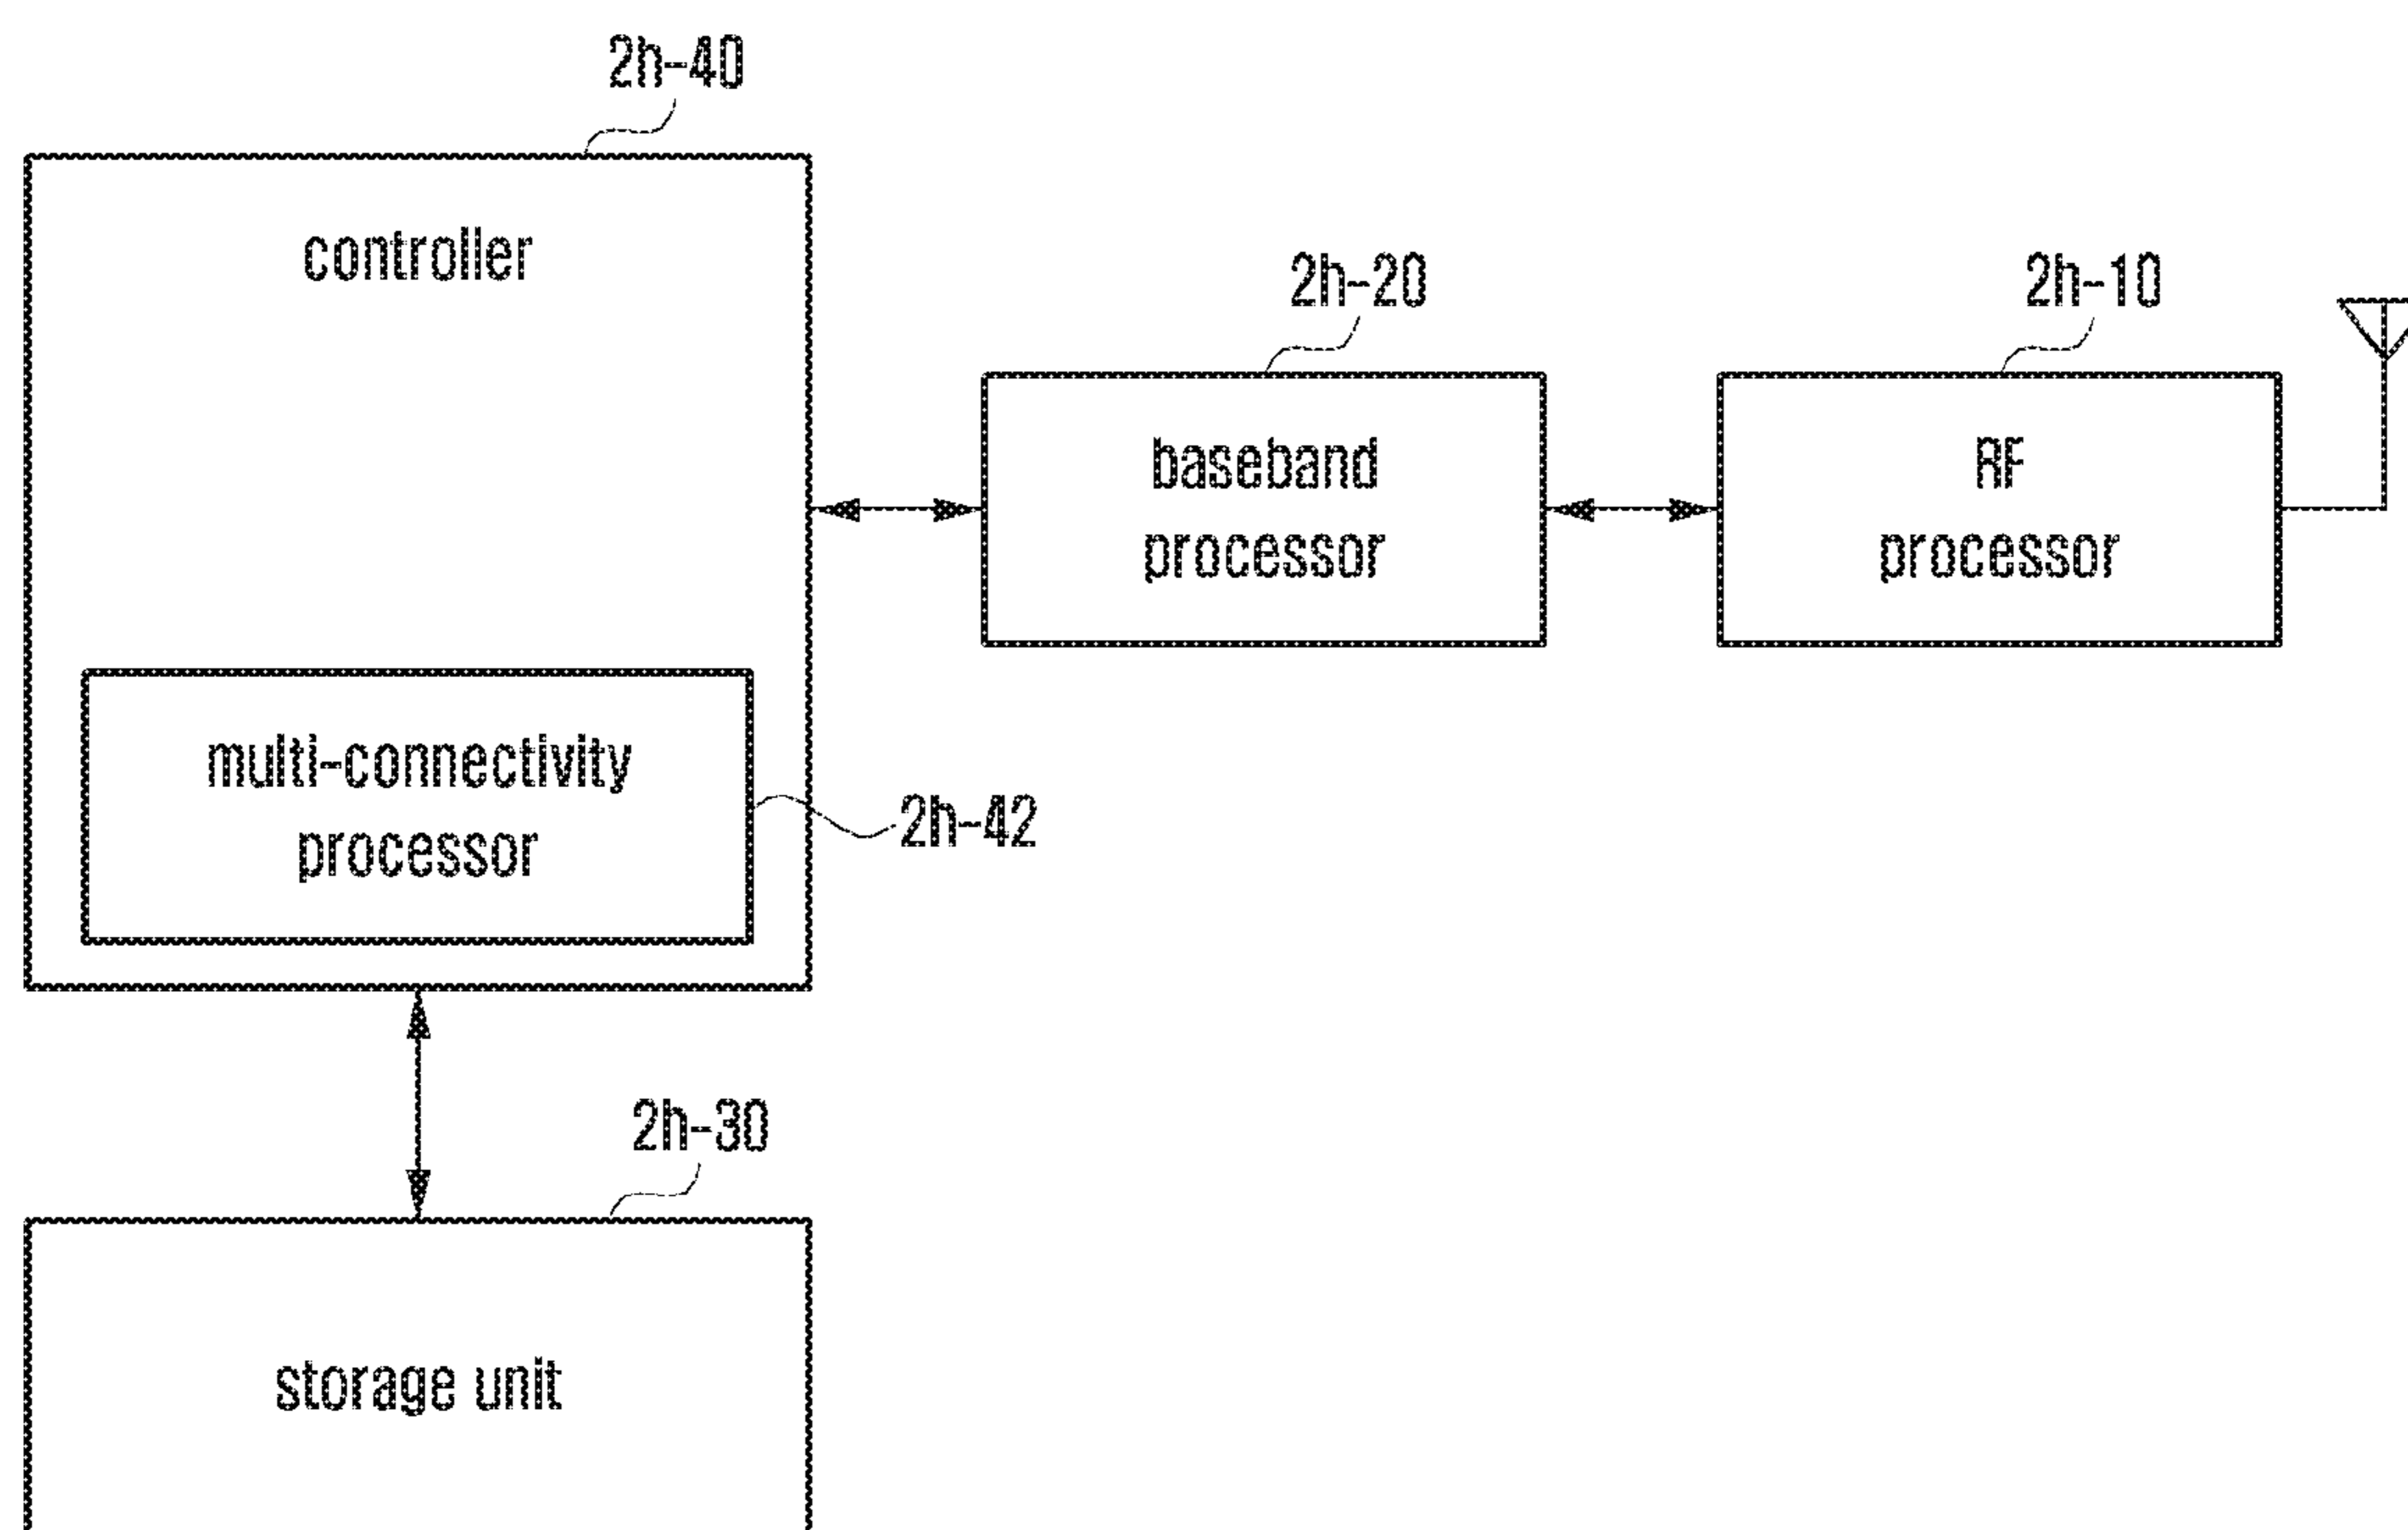 2h-40
controller
2h-20
2h-10
baseband
processor
RF
processor
multi-connectivity
processor
2h-42
2h-30
storage unit